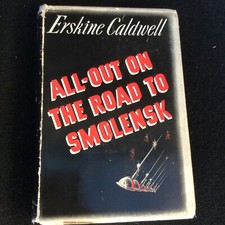 Erskine Caldwell
ALL-OUT ON
THE ROAD TO
SMOLENSK